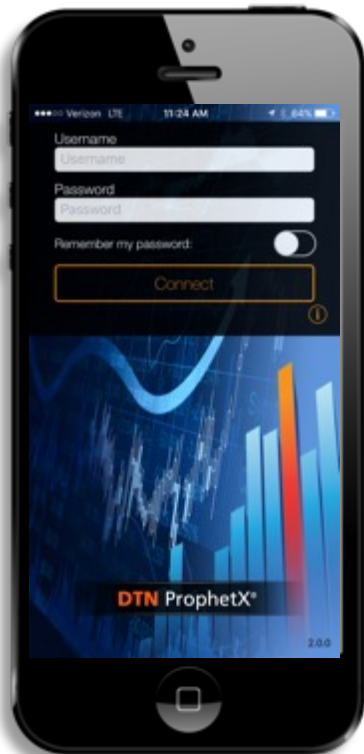 Verizon LTE 11:24 AM 64%
Username
Username
Password
Password
Remember my password:
Connect
i
DTN ProphetX®
2.0.0